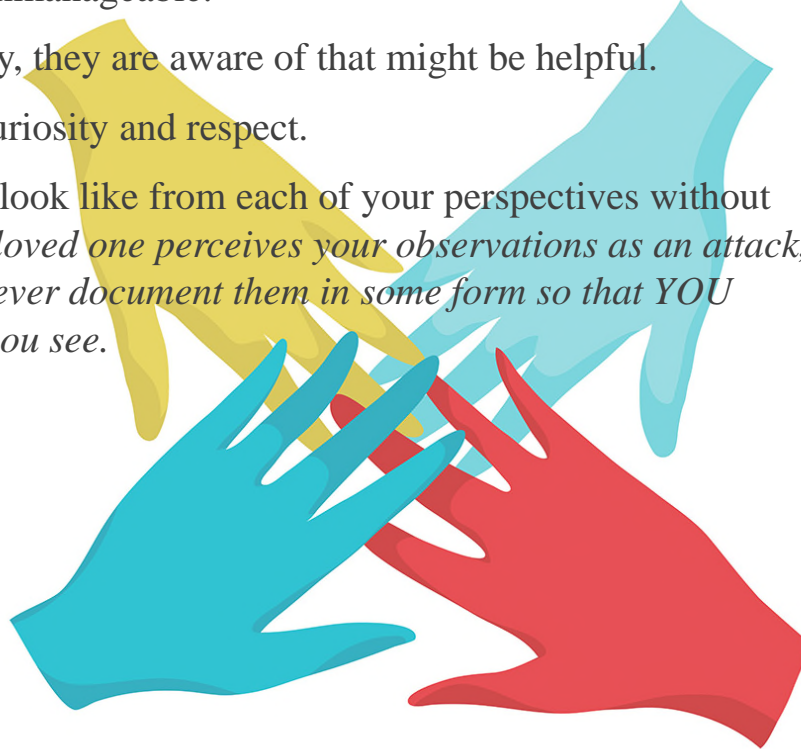 y, they are aware of that might be helpful.
uriosity and respect.
look like from each of your perspectives without
loved one perceives your observations as an attack,
ever document them in some form so that YOU
ou see.